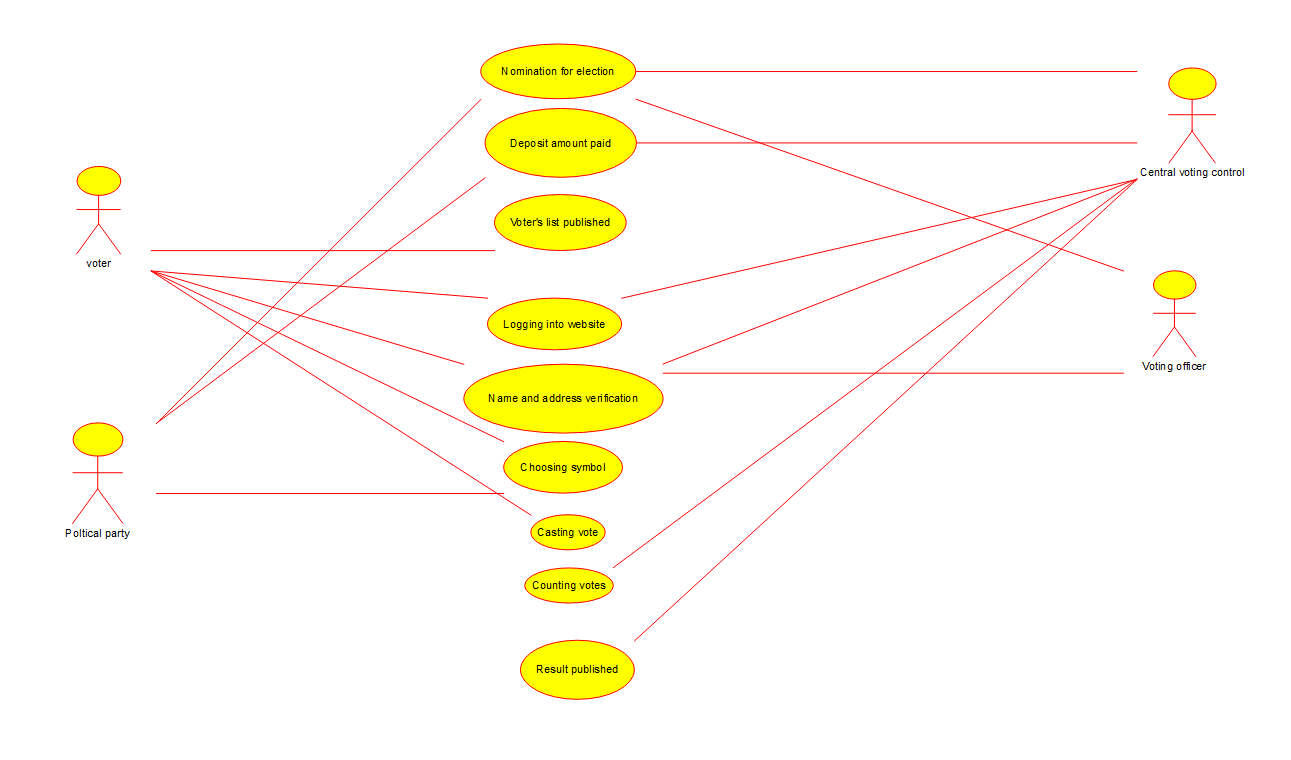 Nomination for election
Deposit amount paid
Central voting control
Voter's list published
voter
Logging into website
Voting officer
Name and address verification
Choosing symbol
Casting vote
Poltical party
Counting votes
Result published